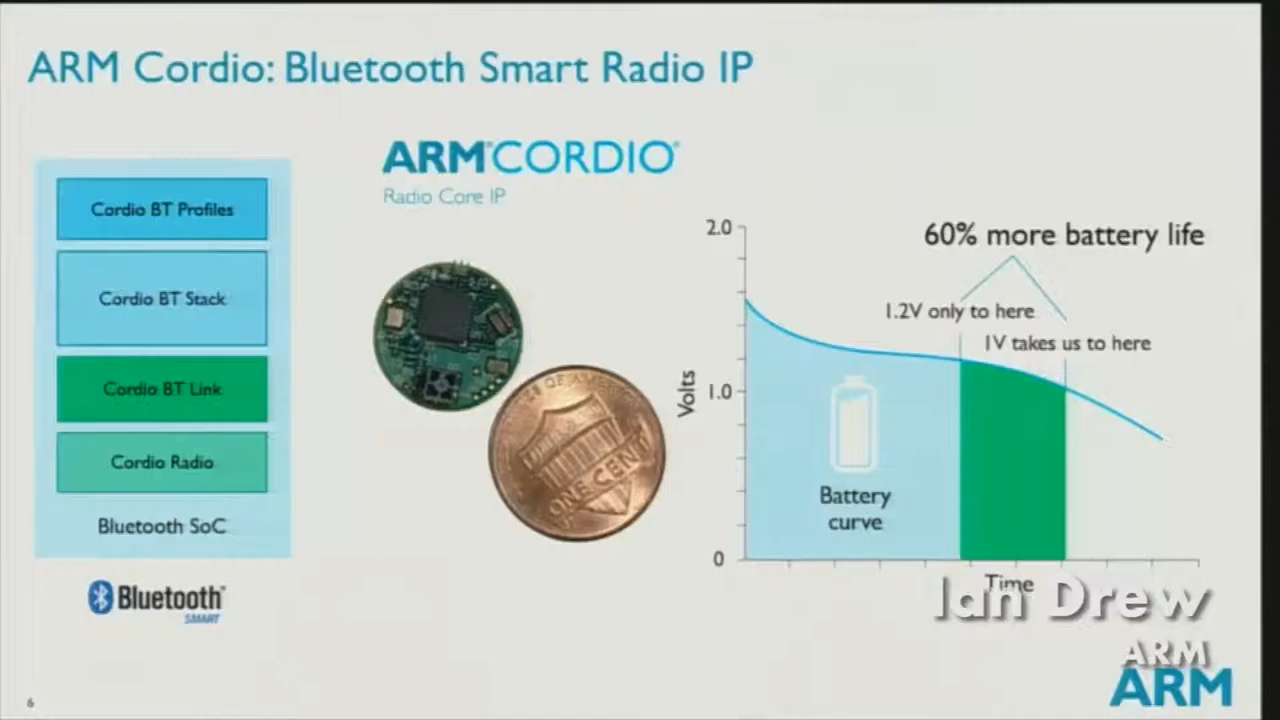 ARM Cordio: Bluetooth Smart Radio IP
Cordio BT Profiles
Cordio BT Stack
Cordio BT Link
Cordio Radio
Bluetooth SoC
Bluetooth
SMART
ARM CORDIO
Radio Core IP
OF AMERICA
ONE CENT
60% more battery life
1.2V only to here
1V takes us to here
2.0
1.0
0
Volts
Battery
curve
Time
Ian Drew
ARM
ARM
6